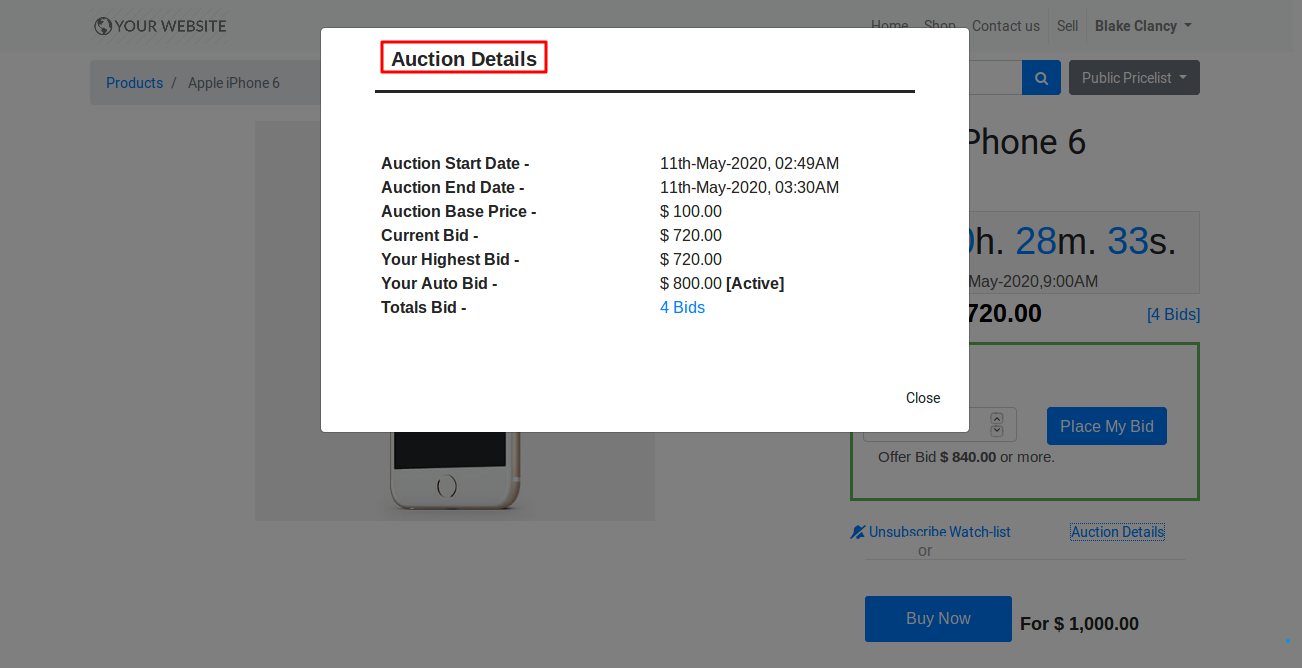 YOUR WEBSITE
Home Shop Contact us Sell Blake Clancy
Products / Apple iPhone 6
Public Pricelist
Auction Details
Auction Start Date - 11th-May-2020, 02:49AM
Auction End Date - 11th-May-2020, 03:30AM
Auction Base Price - $ 100.00
Current Bid - $ 720.00
Your Highest Bid - $ 720.00
Your Auto Bid - $ 800.00 [Active]
Totals Bid - 4 Bids
Close
Phone 6
h. 28m. 33s.
May-2020,9:00AM
720.00 [4 Bids]
Place My Bid
Offer Bid $ 840.00 or more.
Unsubscribe Watch-list Auction Details
or
Buy Now For $ 1,000.00